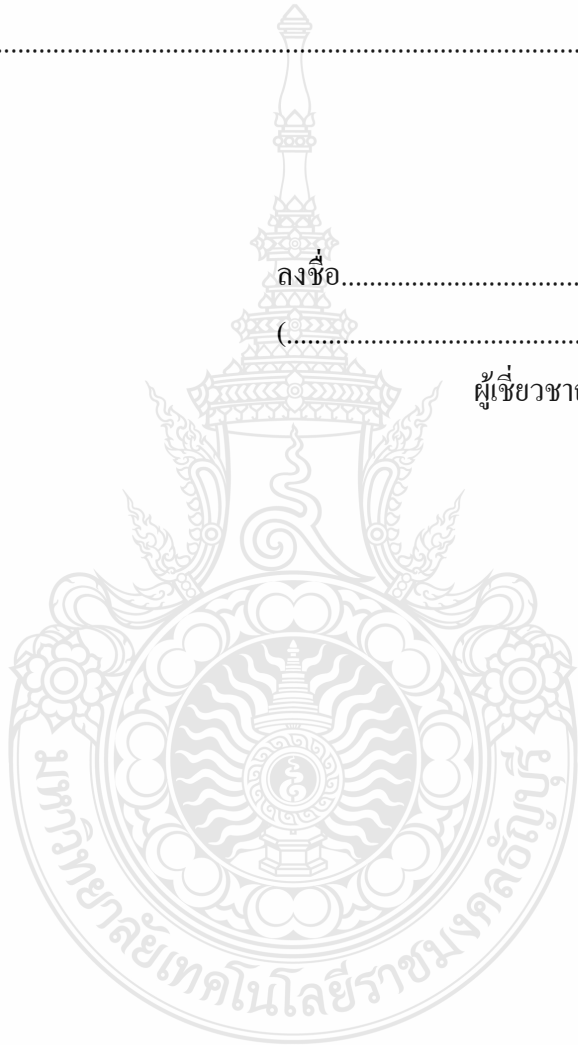 ................................................................................
ลงชื่อ................................
(........................................
ผู้เชี่ยวชาญ
มหาวิทยาลัยเทคโนโลยีราชมงคลธัญบุรี